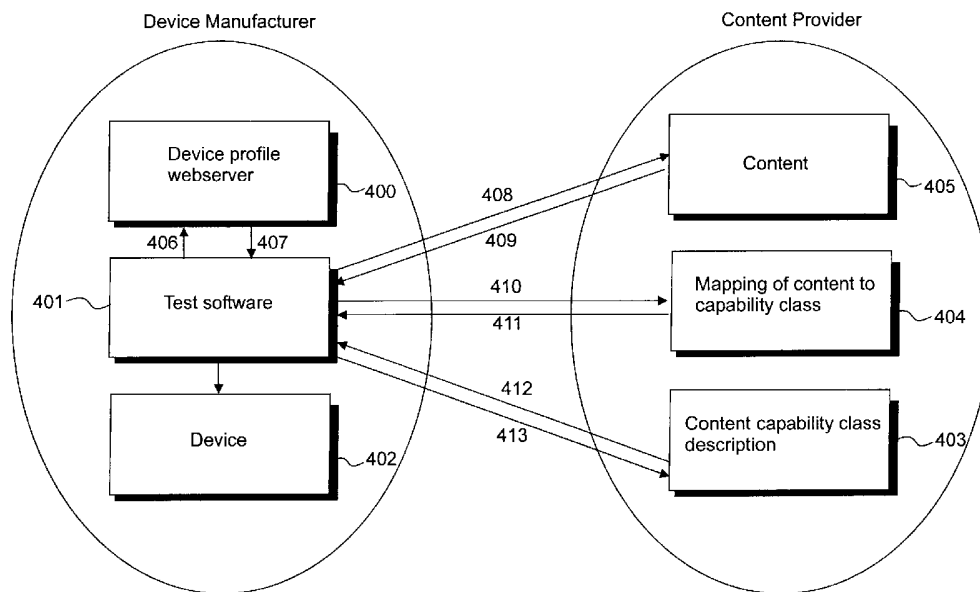 Device Manufacturer
Content Provider
Device profile
webserver
400
406
407
401
Test software
Device
402
408
409
410
411
412
413
Content
405
Mapping of content to
capability class
404
Content capability class
description
403